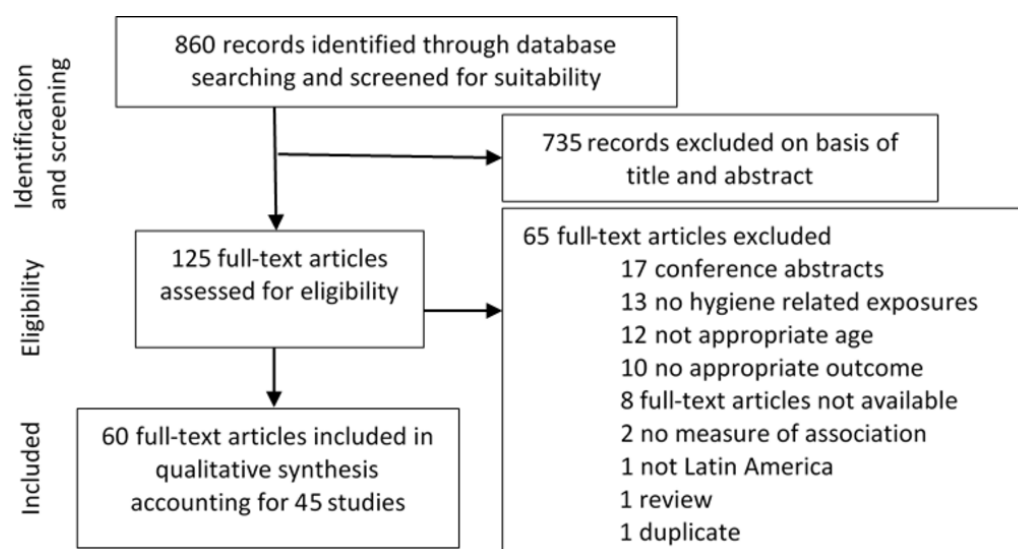 Identification
and screening
860 records identified through database
searching and screened for suitability
735 records excluded on basis of
title and abstract
Eligibility
125 full-text articles
assessed for eligibility
65 full-text articles excluded
17 conference abstracts
13 no hygiene related exposures
12 not appropriate age
10 no appropriate outcome
8 full-text articles not available
2 no measure of association
1 not Latin America
1 review
1 duplicate
Included
60 full-text articles included in
qualitative synthesis
accounting for 45 studies